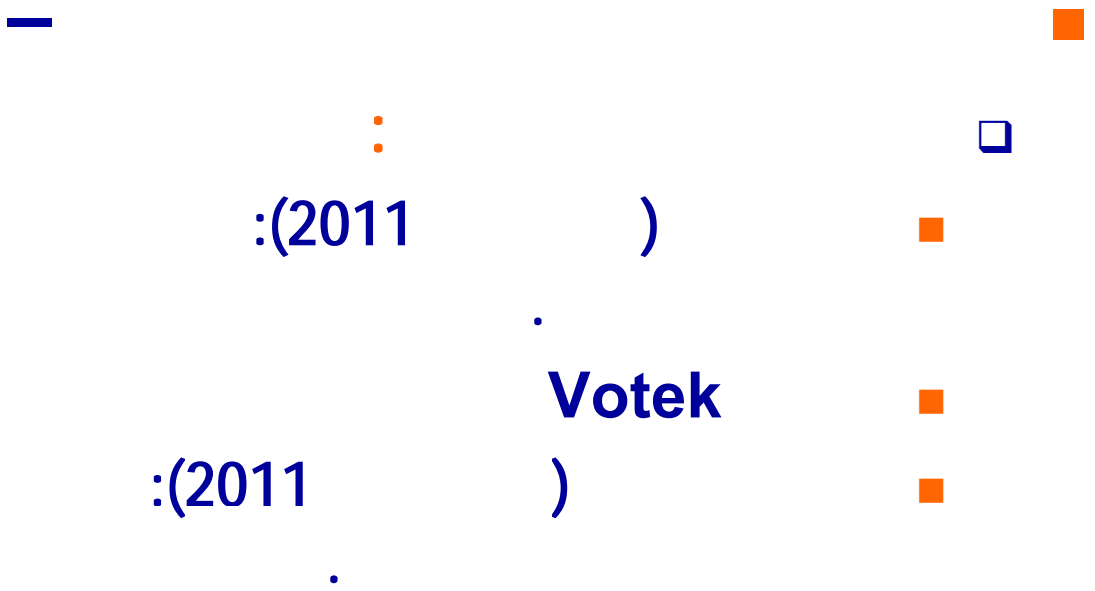 ■ –
❑ :
■ ( 2011):
.
■ Votek
■ ( 2011):
.